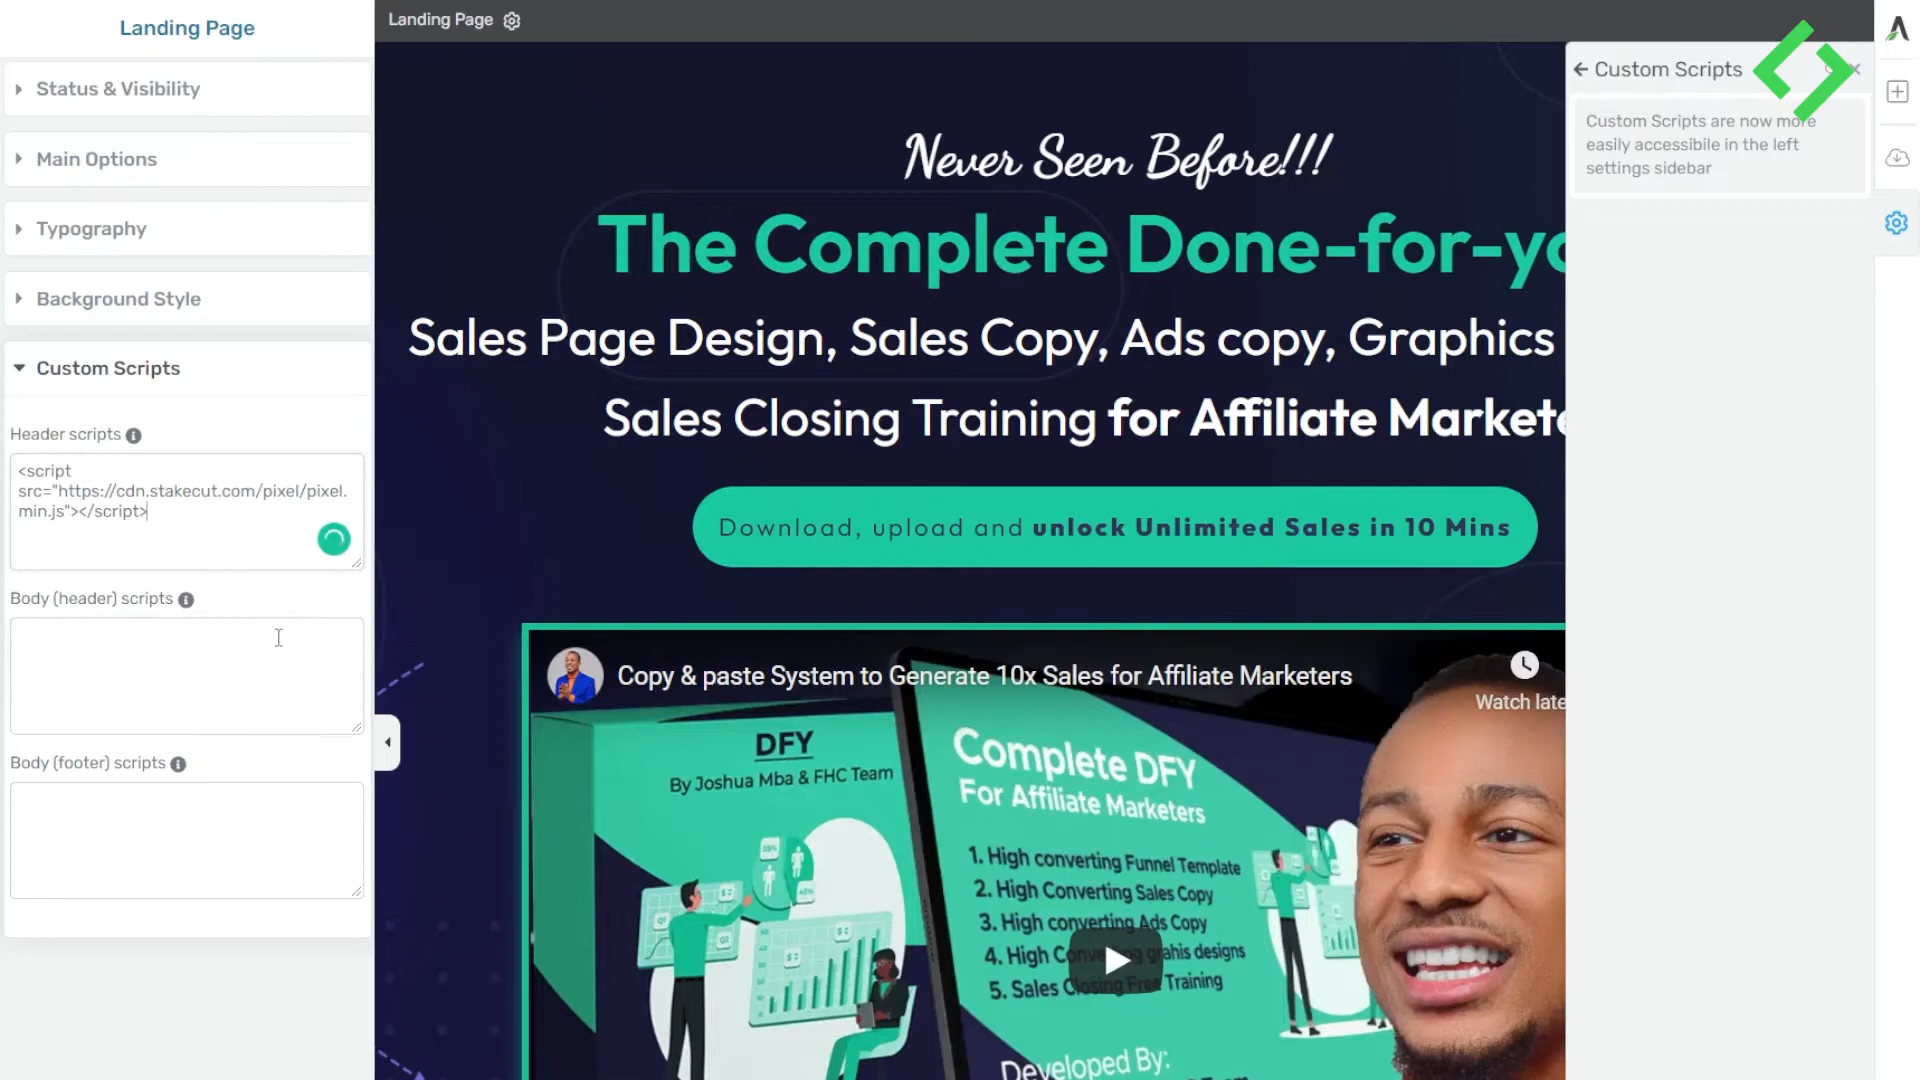 Landing Page
Status & Visibility
Main Options
Typography
Background Style
Custom Scripts
Header scripts
<script
src="https://cdn.stakecut.com/pixel/pixel.
min.js"></script>
Body (header) scripts
Body (footer) scripts
Landing Page
Never Seen Before!!!
The Complete Done-for-yo
Sales Page Design, Sales Copy, Ads copy, Graphics
Sales Closing Training for Affiliate Markete
Download, upload and unlock Unlimited Sales in 10 Mins
Copy & paste System to Generate 10x Sales for Affiliate Marketers
Watch late
DFY
By Joshua Mba & FHC Team
Complete DFY
For Affiliate Marketers
1. High converting Funnel Template
2. High Converting Sales Copy
3. High converting Ads Copy
4. High Converting grahis designs
5. Sales Closing Free Training
Developed By:
Custom Scripts
Custom Scripts are now more
easily accessibile in the left
settings sidebar